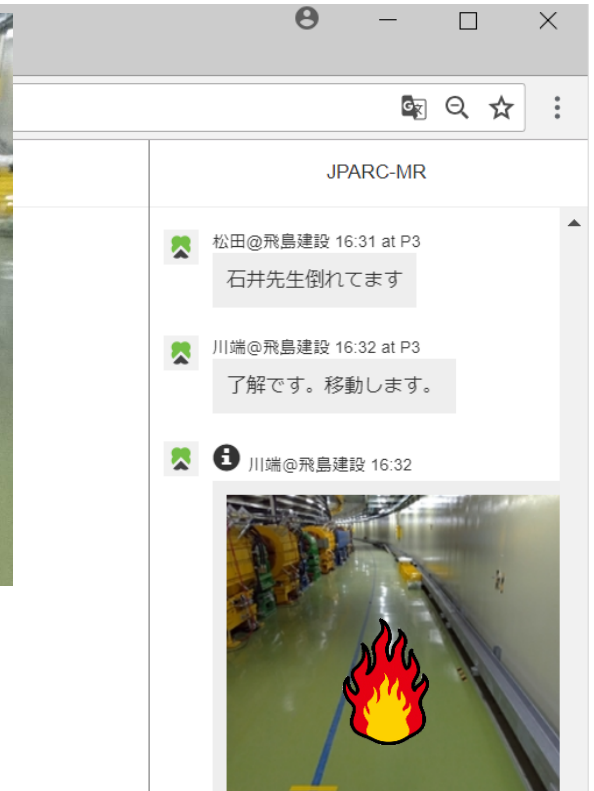 JPARC-MR
松田@飛島建設 16:31 at P3
石井先生倒れてます
川端@飛島建設 16:32 at P3
了解です。移動します。
川端@飛島建設 16:32